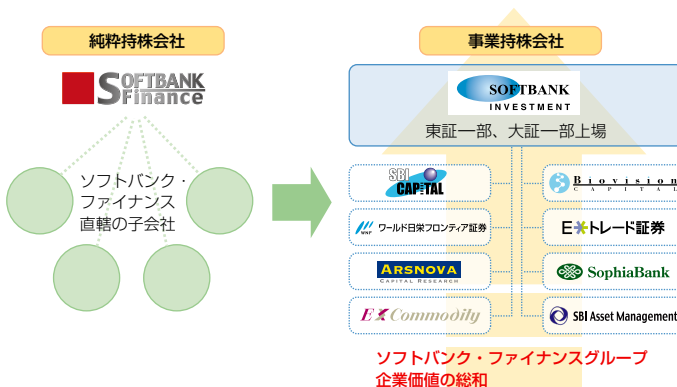 純粋持株会社
SOFTBANK
Finance
ソフトバンク・
ファイナンス
直轄の子会社
事業持株会社
SOFTBANK
INVESTMENT
東証一部、大証一部上場
SBI
CAPITAL
Biovision
CAPITAL
WNF ワールド日栄フロンティア証券
E*トレード証券
ARSNOVA
CAPITAL RESEARCH
SophiaBank
EXCommodity
SBI Asset Management
ソフトバンク・ファイナンスグループ
企業価値の総和